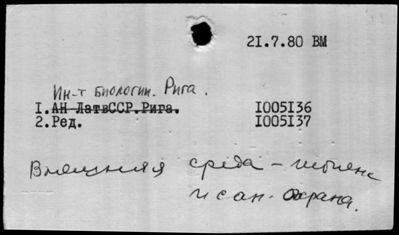 21.7.80 ВМ
Ин-т биологии. Рига.
1.АН ЛатвССР.Рига. 1005136
2.Ред. 1005137
Внешняя среда - гигиена
и сан. охрана.